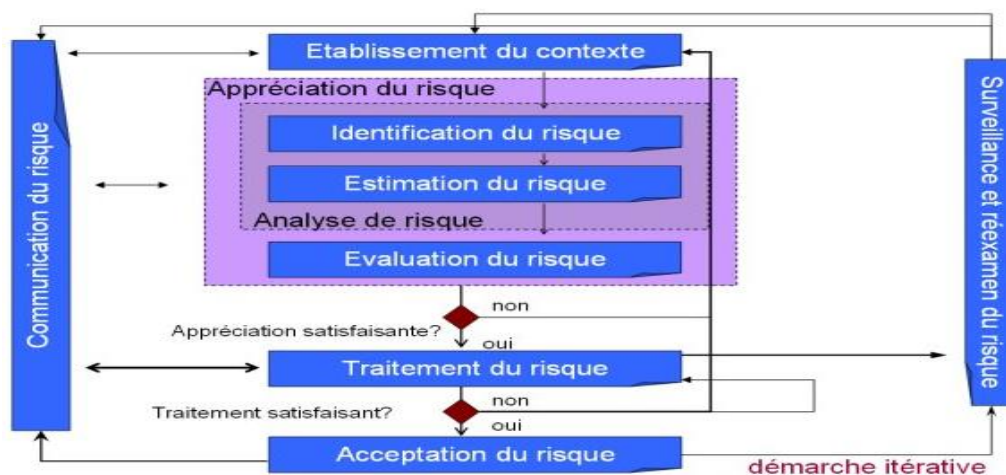 Etablissement du contexte
Appréciation du risque
Identification du risque
Estimation du risque
Analyse de risque
Evaluation du risque
non
Appréciation satisfaisante?
oui
Traitement du risque
non
Traitement satisfaisant?
oui
Acceptation du risque
démarche itérative
Communication du risque
Surveillance et réexamen du risque